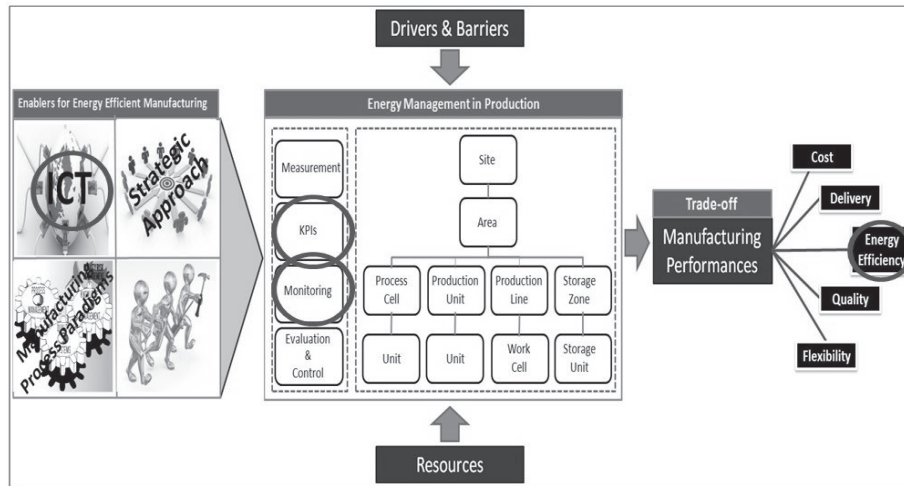 Drivers & Barriers
Enablers for Energy Efficient Manufacturing
ICT
Strategic
Approach
Manufacturing
Process Paradigms
Energy Management in Production
Measurement
KPIs
Monitoring
Evaluation
&
Control
Site
Area
Process
Cell
Production
Unit
Production
Line
Storage
Zone
Unit
Unit
Work
Cell
Storage
Unit
Trade-off
Manufacturing
Performances
Cost
Delivery
Energy
Efficiency
Quality
Flexibility
Resources